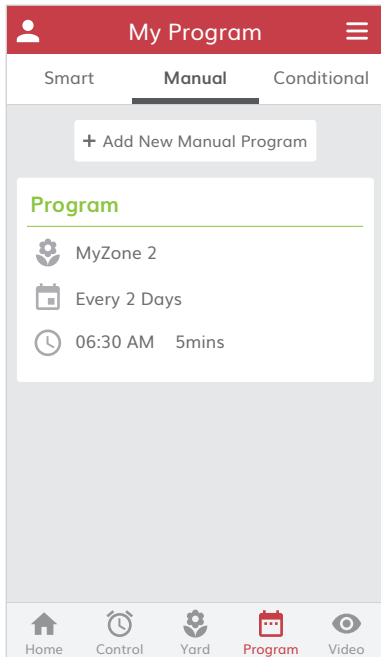 My Program
Smart Manual Conditional
+ Add New Manual Program
Program
MyZone 2
Every 2 Days
06:30 AM 5mins
Home Control Yard Program Video